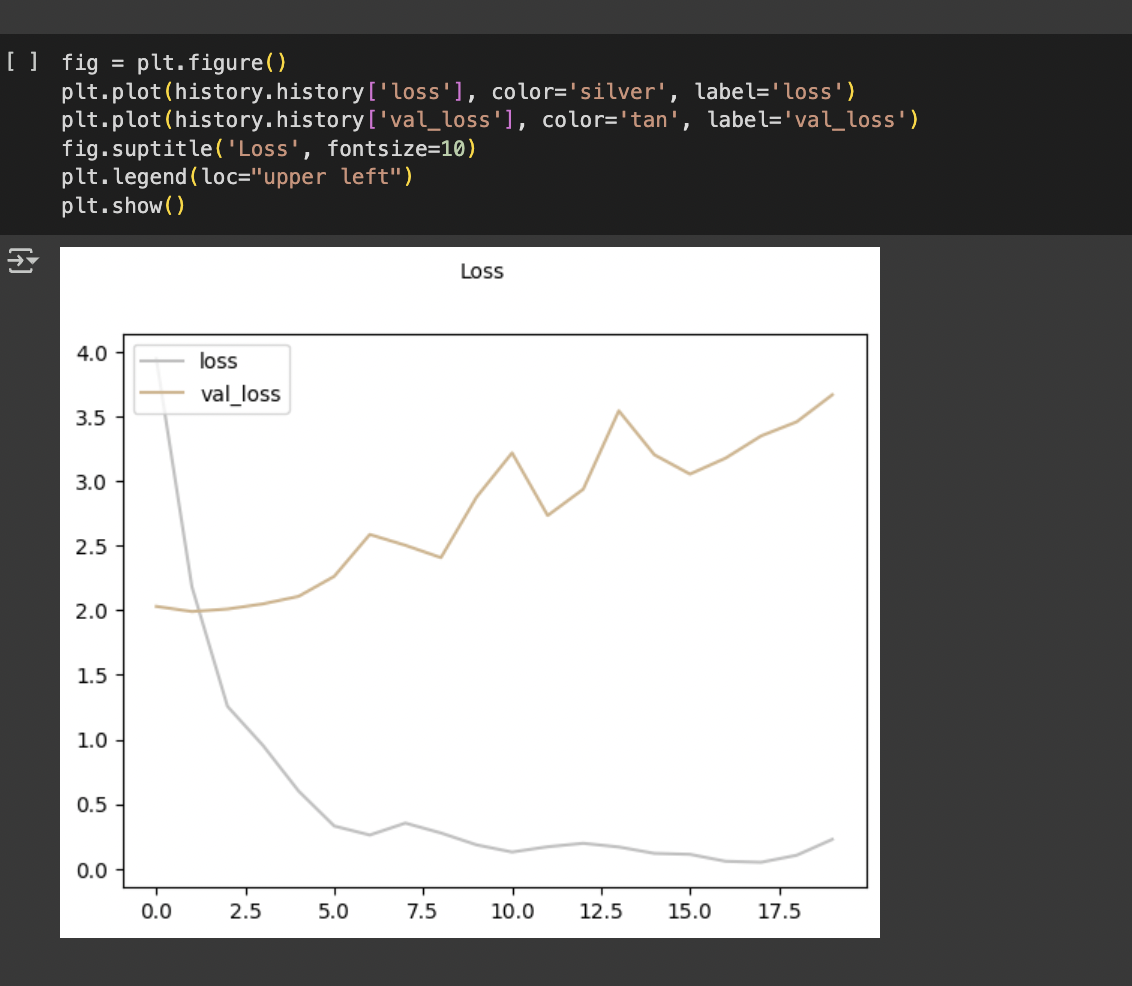 [ ] fig = plt.figure()
plt.plot(history.history['loss'], color='silver', label='loss')
plt.plot(history.history['val_loss'], color='tan', label='val_loss')
fig.suptitle('Loss', fontsize=10)
plt.legend(loc="upper left")
plt.show()
Loss
loss
val_loss
4.0
3.5
3.0
2.5
2.0
1.5
1.0
0.5
0.0
0.0 2.5 5.0 7.5 10.0 12.5 15.0 17.5